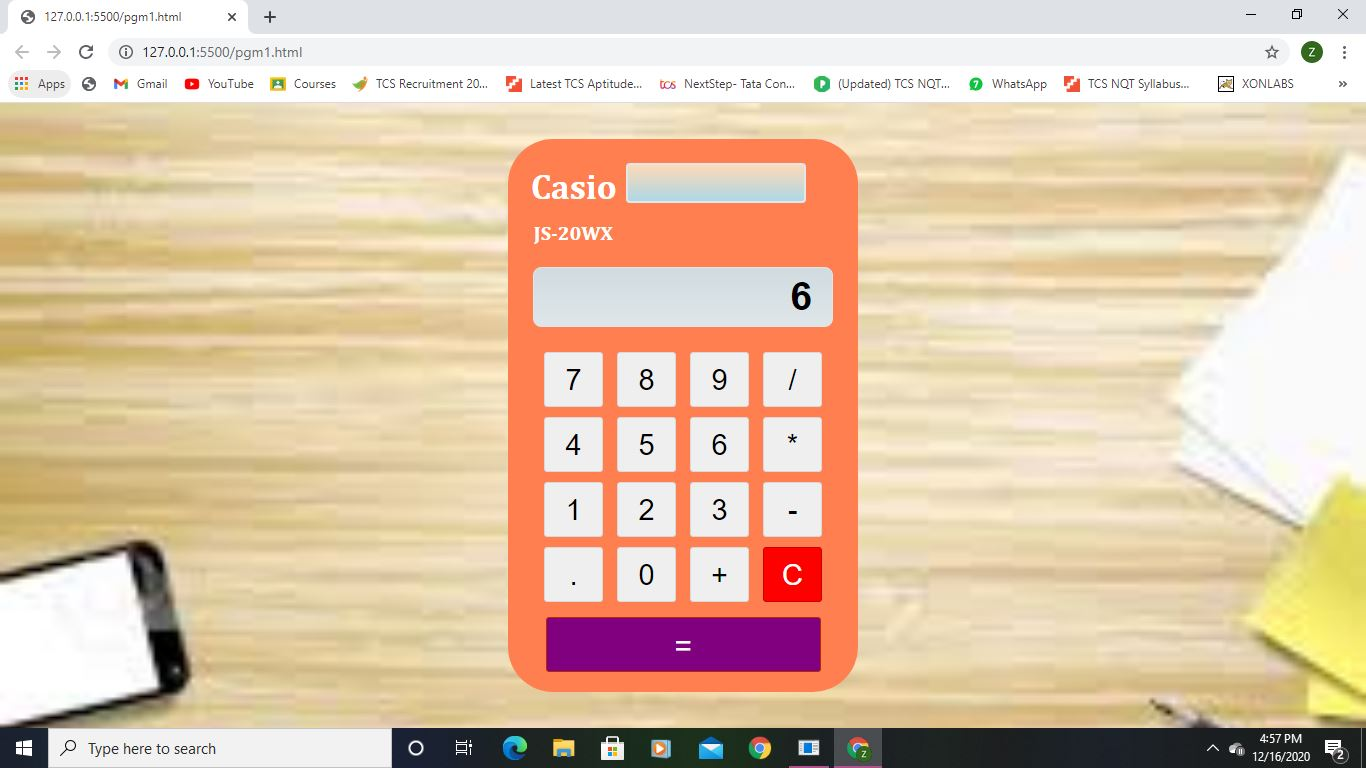 127.0.0.1:5500/pgm1.html
127.0.0.1:5500/pgm1.html
Z
Apps Gmail YouTube Courses TCS Recruitment 20... Latest TCS Aptitude... tcs NextStep- Tata Con... (Updated) TCS NQT... 7 WhatsApp TCS NQT Syllabus... XONLABS »
Casio
JS-20WX
6
7 8 9 /
4 5 6 *
1 2 3 -
. 0 + C
=
Type here to search
Z
4:57 PM
12/16/2020
2